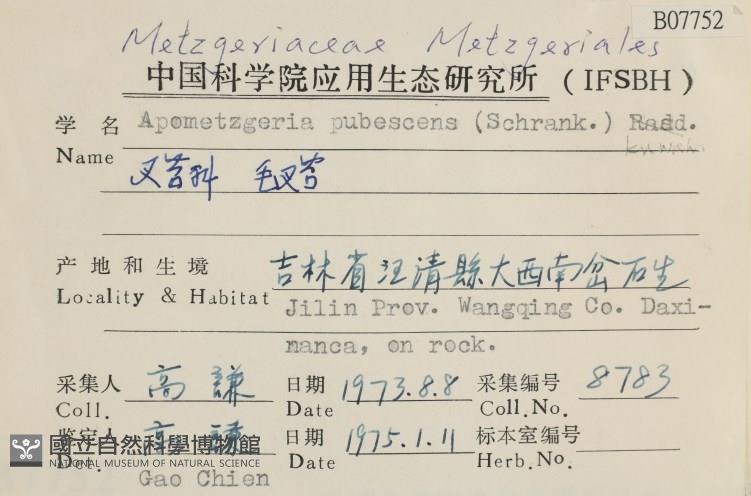 B07752
Metzgeriaceae Metzgeriales
中国科学院应用生态研究所 (IFSBH)
学名 Apometzgeria pubescens (Schrank.) Radd.
Name kuwah.
叉苔科 毛叉苔
产地和生境 吉林省汪清縣大西南岔 石生
Locality & Habitat Jilin Prov. Wangqing Co. Daxi-
nanca, on rock.
采集人 高謙 日期 1973.8.8 采集编号 8783
Coll. Date Coll.No.
鉴定人 高謙 日期 1975.1.11 标本室编号
Det. Date Herb.No.
Gao Chien
國立自然科學博物館
NATIONAL MUSEUM OF NATURAL SCIENCE